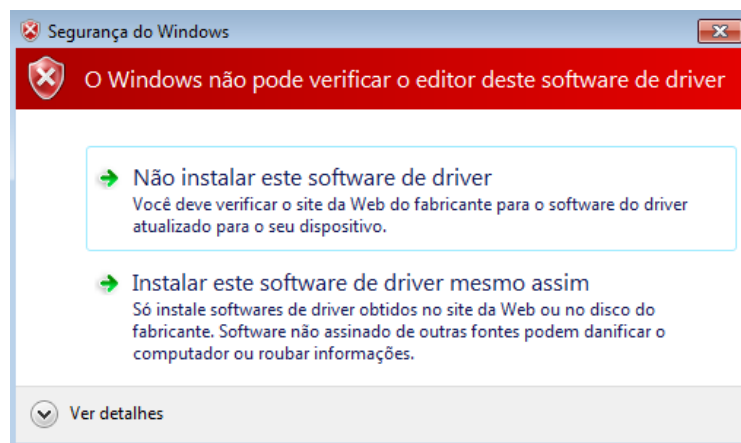 Segurança do Windows
O Windows não pode verificar o editor deste software de driver
Não instalar este software de driver
Você deve verificar o site da Web do fabricante para o software do driver
atualizado para o seu dispositivo.
Instalar este software de driver mesmo assim
Só instale softwares de driver obtidos no site da Web ou no disco do
fabricante. Software não assinado de outras fontes podem danificar o
computador ou roubar informações.
Ver detalhes